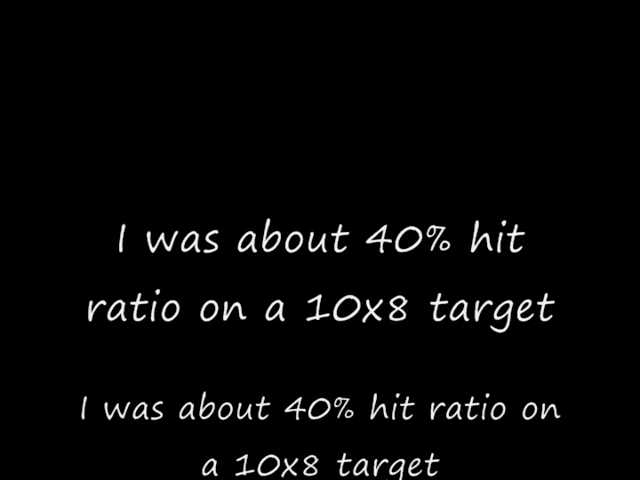 I was about 40% hit
ratio on a 10x8 target
I was about 40% hit ratio on
a 10x8 target